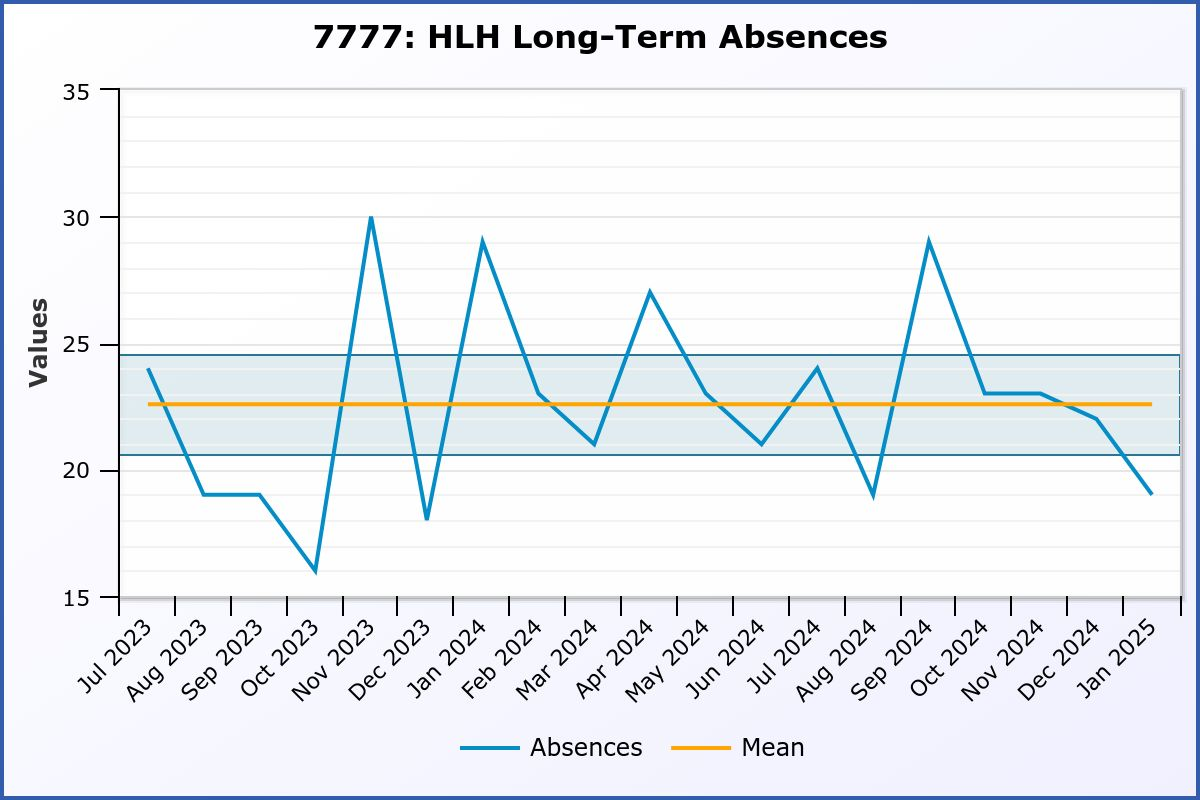 7777: HLH Long-Term Absences
Values
35
30
25
20
15
Jul 2023
Aug 2023
Sep 2023
Oct 2023
Nov 2023
Dec 2023
Jan 2024
Feb 2024
Mar 2024
Apr 2024
May 2024
Jun 2024
Jul 2024
Aug 2024
Sep 2024
Oct 2024
Nov 2024
Dec 2024
Jan 2025
Absences
Mean